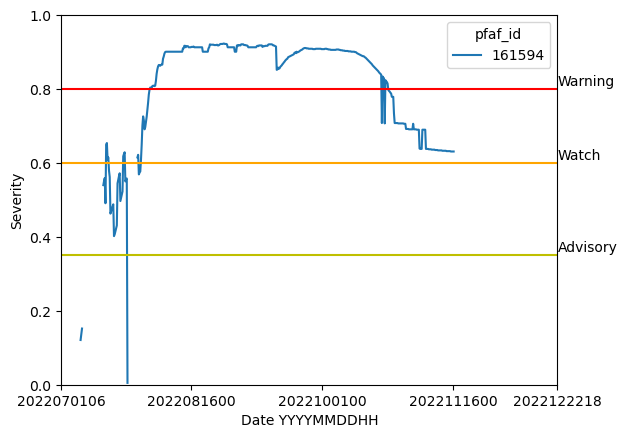 1.0
pfaf_id
161594
0.8
Warning
0.6
Watch
Severity
0.4
Advisory
0.2
0.0
2022070106 2022081600 2022100100 2022111600 2022122218
Date YYYYMMDDHH